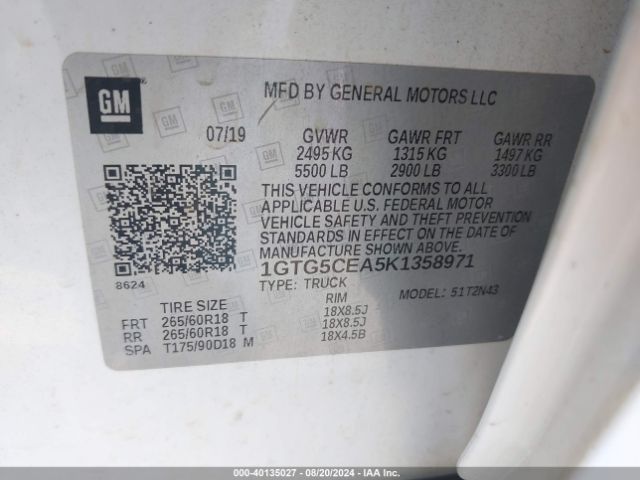 GM
MFD BY GENERAL MOTORS LLC
07/19 GVWR GAWR FRT GAWR RR
2495 KG 1315 KG 1497 KG
5500 LB 2900 LB 3300 LB
THIS VEHICLE CONFORMS TO ALL
APPLICABLE U.S. FEDERAL MOTOR
VEHICLE SAFETY AND THEFT PREVENTION
STANDARDS IN EFFECT ON THE DATE OF
MANUFACTURE SHOWN ABOVE.
1GTG5CEA5K1358971
8624 TYPE: TRUCK MODEL: 51T2N43
TIRE SIZE RIM
FRT 265/60R18 T 18X8.5J
RR 265/60R18 T 18X8.5J
SPA T175/90D18 M 18X4.5B
000-40135027 - 08/20/2024 - IAAI.com